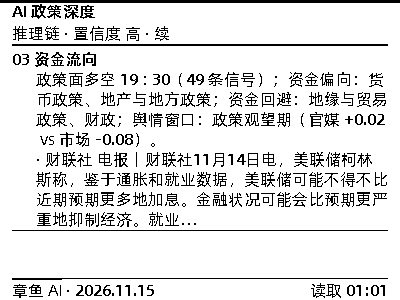 AI 政策深度
推理链 · 置信度 高 · 续
03 资金流向
政策面多空 19：30（49 条信号）；资金偏向：货
币政策、地产与地方政策；资金回避：地缘与贸易
政策、财政；舆情窗口：政策观望期（官媒 +0.02
vs 市场 -0.08）。
· 财联社 电报｜财联社11月14日电，美联储柯林
斯称，鉴于通胀和就业数据，美联储可能不得不比
近期预期更多地加息。金融状况可能会比预期更严
重地抑制经济。就业...
章鱼 AI · 2026.11.15
读取 01:01